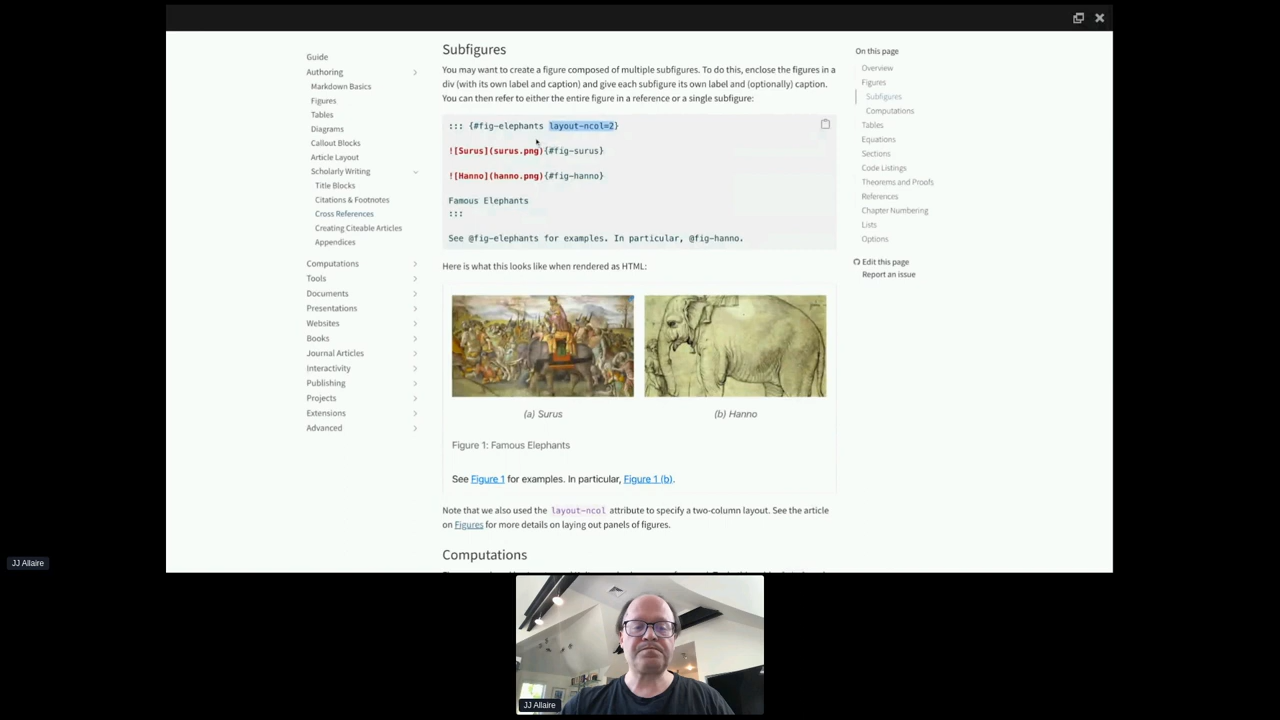 Guide
Authoring
Markdown Basics
Figures
Tables
Diagrams
Callout Blocks
Article Layout
Scholarly Writing
Title Blocks
Citations & Footnotes
Cross References
Creating Citeable Articles
Appendices
Computations
Tools
Documents
Presentations
Websites
Books
Journal Articles
Interactivity
Publishing
Projects
Extensions
Advanced
Subfigures
You may want to create a figure composed of multiple subfigures. To do this, enclose the figures in a
div (with its own label and caption) and give each subfigure its own label and (optionally) caption.
You can then refer to either the entire figure in a reference or a single subfigure:
::: {#fig-elephants layout-ncol=2}
![Surus](surus.png){#fig-surus}
![Hanno](hanno.png){#fig-hanno}
Famous Elephants
:::
See @fig-elephants for examples. In particular, @fig-hanno.
Here is what this looks like when rendered as HTML:
(a) Surus
(b) Hanno
Figure 1: Famous Elephants
See Figure 1 for examples. In particular, Figure 1 (b).
Note that we also used the layout-ncol attribute to specify a two-column layout. See the article
on Figures for more details on laying out panels of figures.
Computations
On this page
Overview
Figures
Subfigures
Computations
Tables
Equations
Sections
Code Listings
Theorems and Proofs
References
Chapter Numbering
Lists
Options
Edit this page
Report an issue
JJ Allaire
JJ Allaire